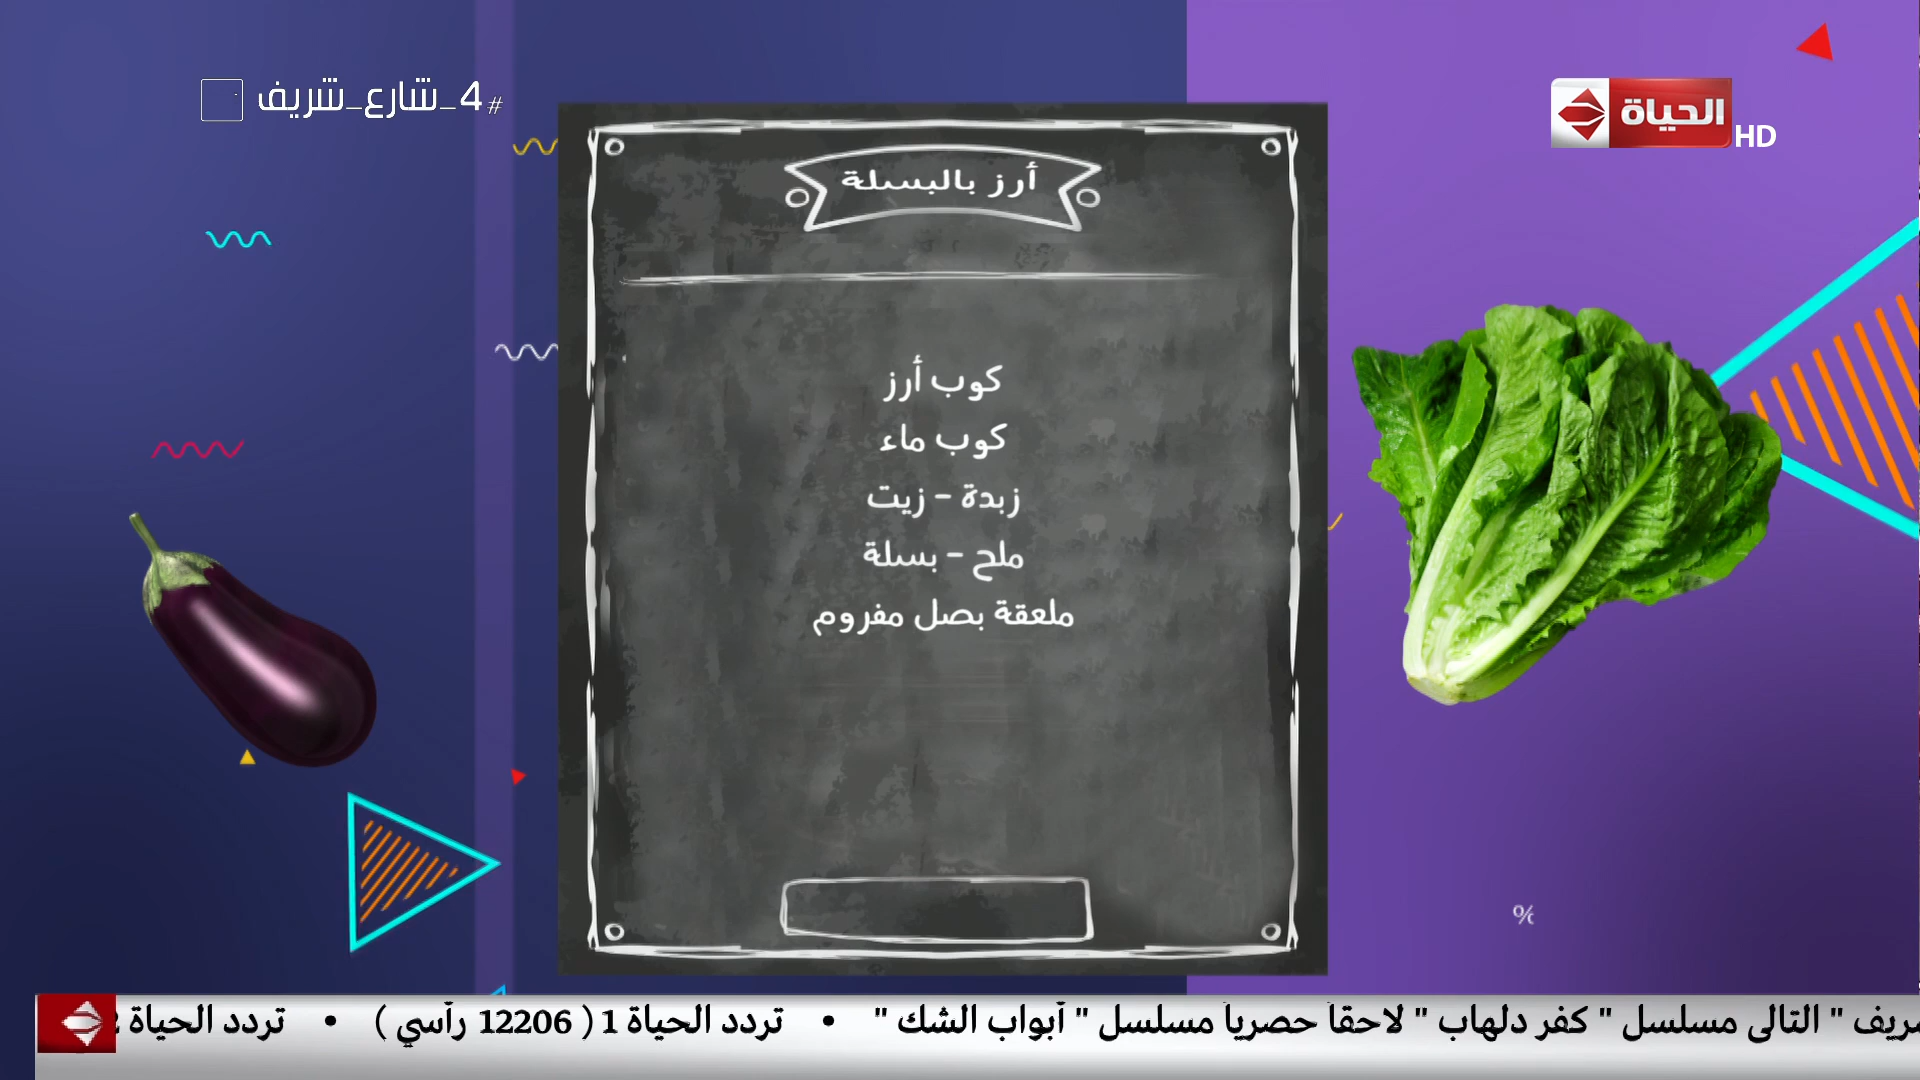 #4_شارع_شريف
الحياة
HD
أرز بالبسلة
كوب أرز
كوب ماء
زبدة - زيت
ملح - بسلة
ملعقة بصل مفروم
%
" التالى مسلسل " كفر دلهاب " لاحقاً حصرياً مسلسل " أبواب الشك " • تردد الحياة 1 ( 12206 رأسي ) • تردد الحياة